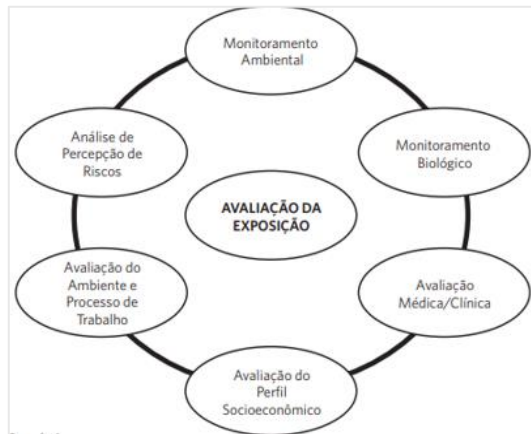 Monitoramento
Ambiental
Análise de
Percepção de
Riscos
Monitoramento
Biológico
AVALIAÇÃO DA
EXPOSIÇÃO
Avaliação do
Ambiente e
Processo de
Trabalho
Avaliação
Médica/Clínica
Avaliação do
Perfil
Socioeconômico